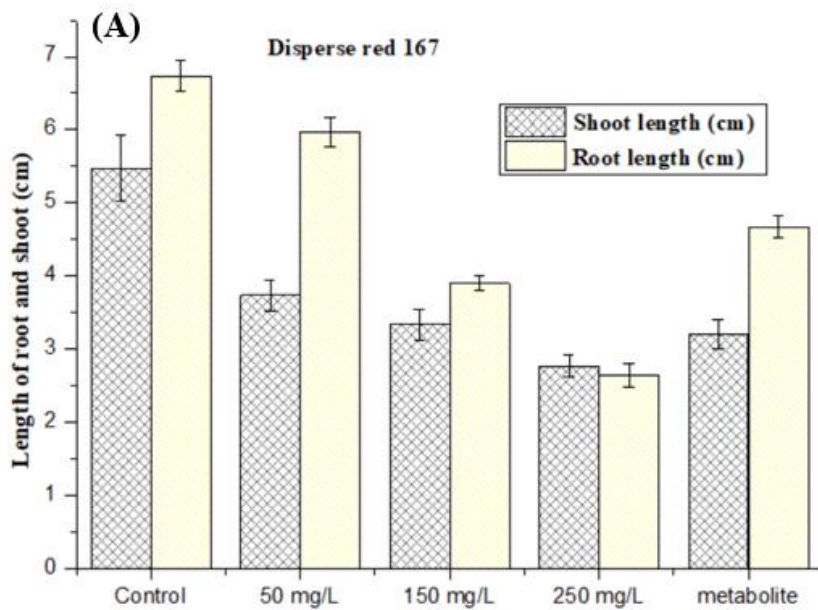 (A)
Disperse red 167
Shoot length (cm)
Root length (cm)
Length of root and shoot (cm)
7
6
5
4
3
2
1
0
Control 50 mg/L 150 mg/L 250 mg/L metabolite